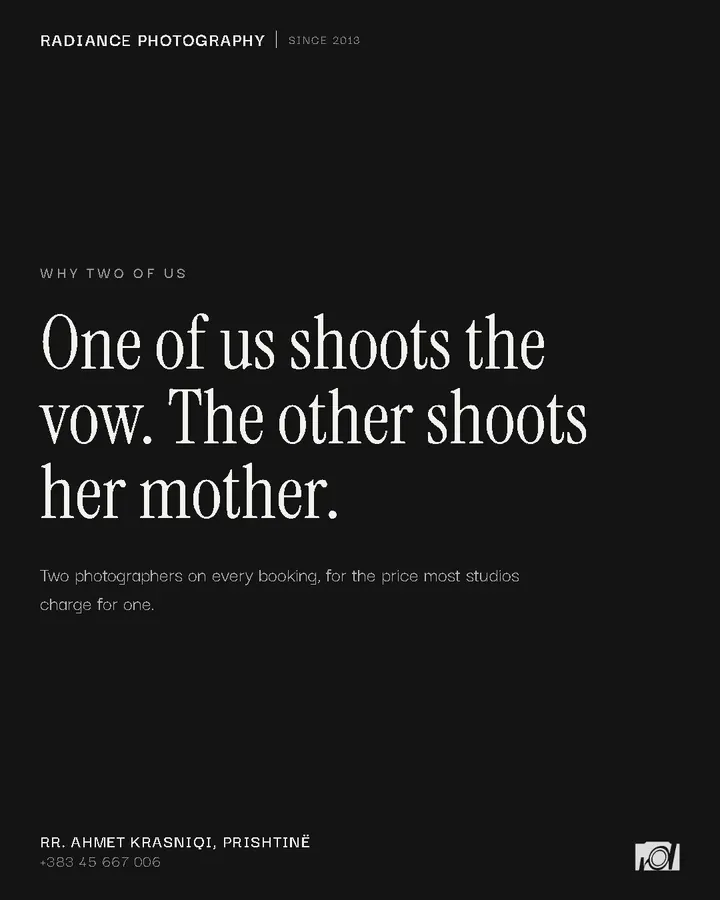 RADIANCE PHOTOGRAPHY | SINCE 2013
WHY TWO OF US
One of us shoots the
vow. The other shoots
her mother.
Two photographers on every booking, for the price most studios
charge for one.
RR. AHMET KRASNIQI, PRISHTINË
+383 45 667 006